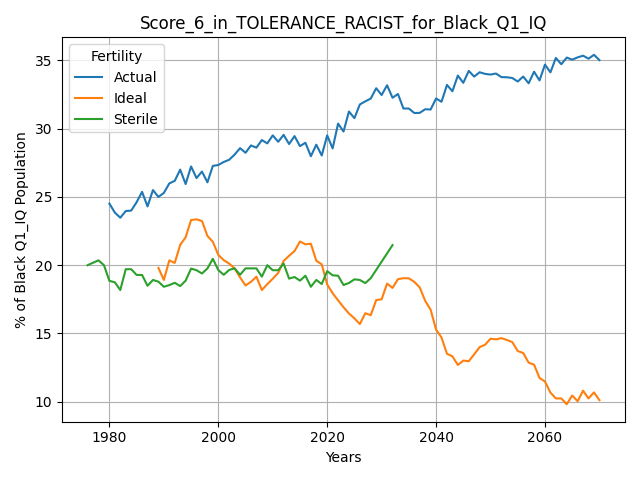 Score_6_in_TOLERANCE_RACIST_for_Black_Q1_IQ
Fertility
Actual
Ideal
Sterile
% of Black Q1_IQ Population
35
30
25
20
15
10
1980
2000
2020
2040
2060
Years